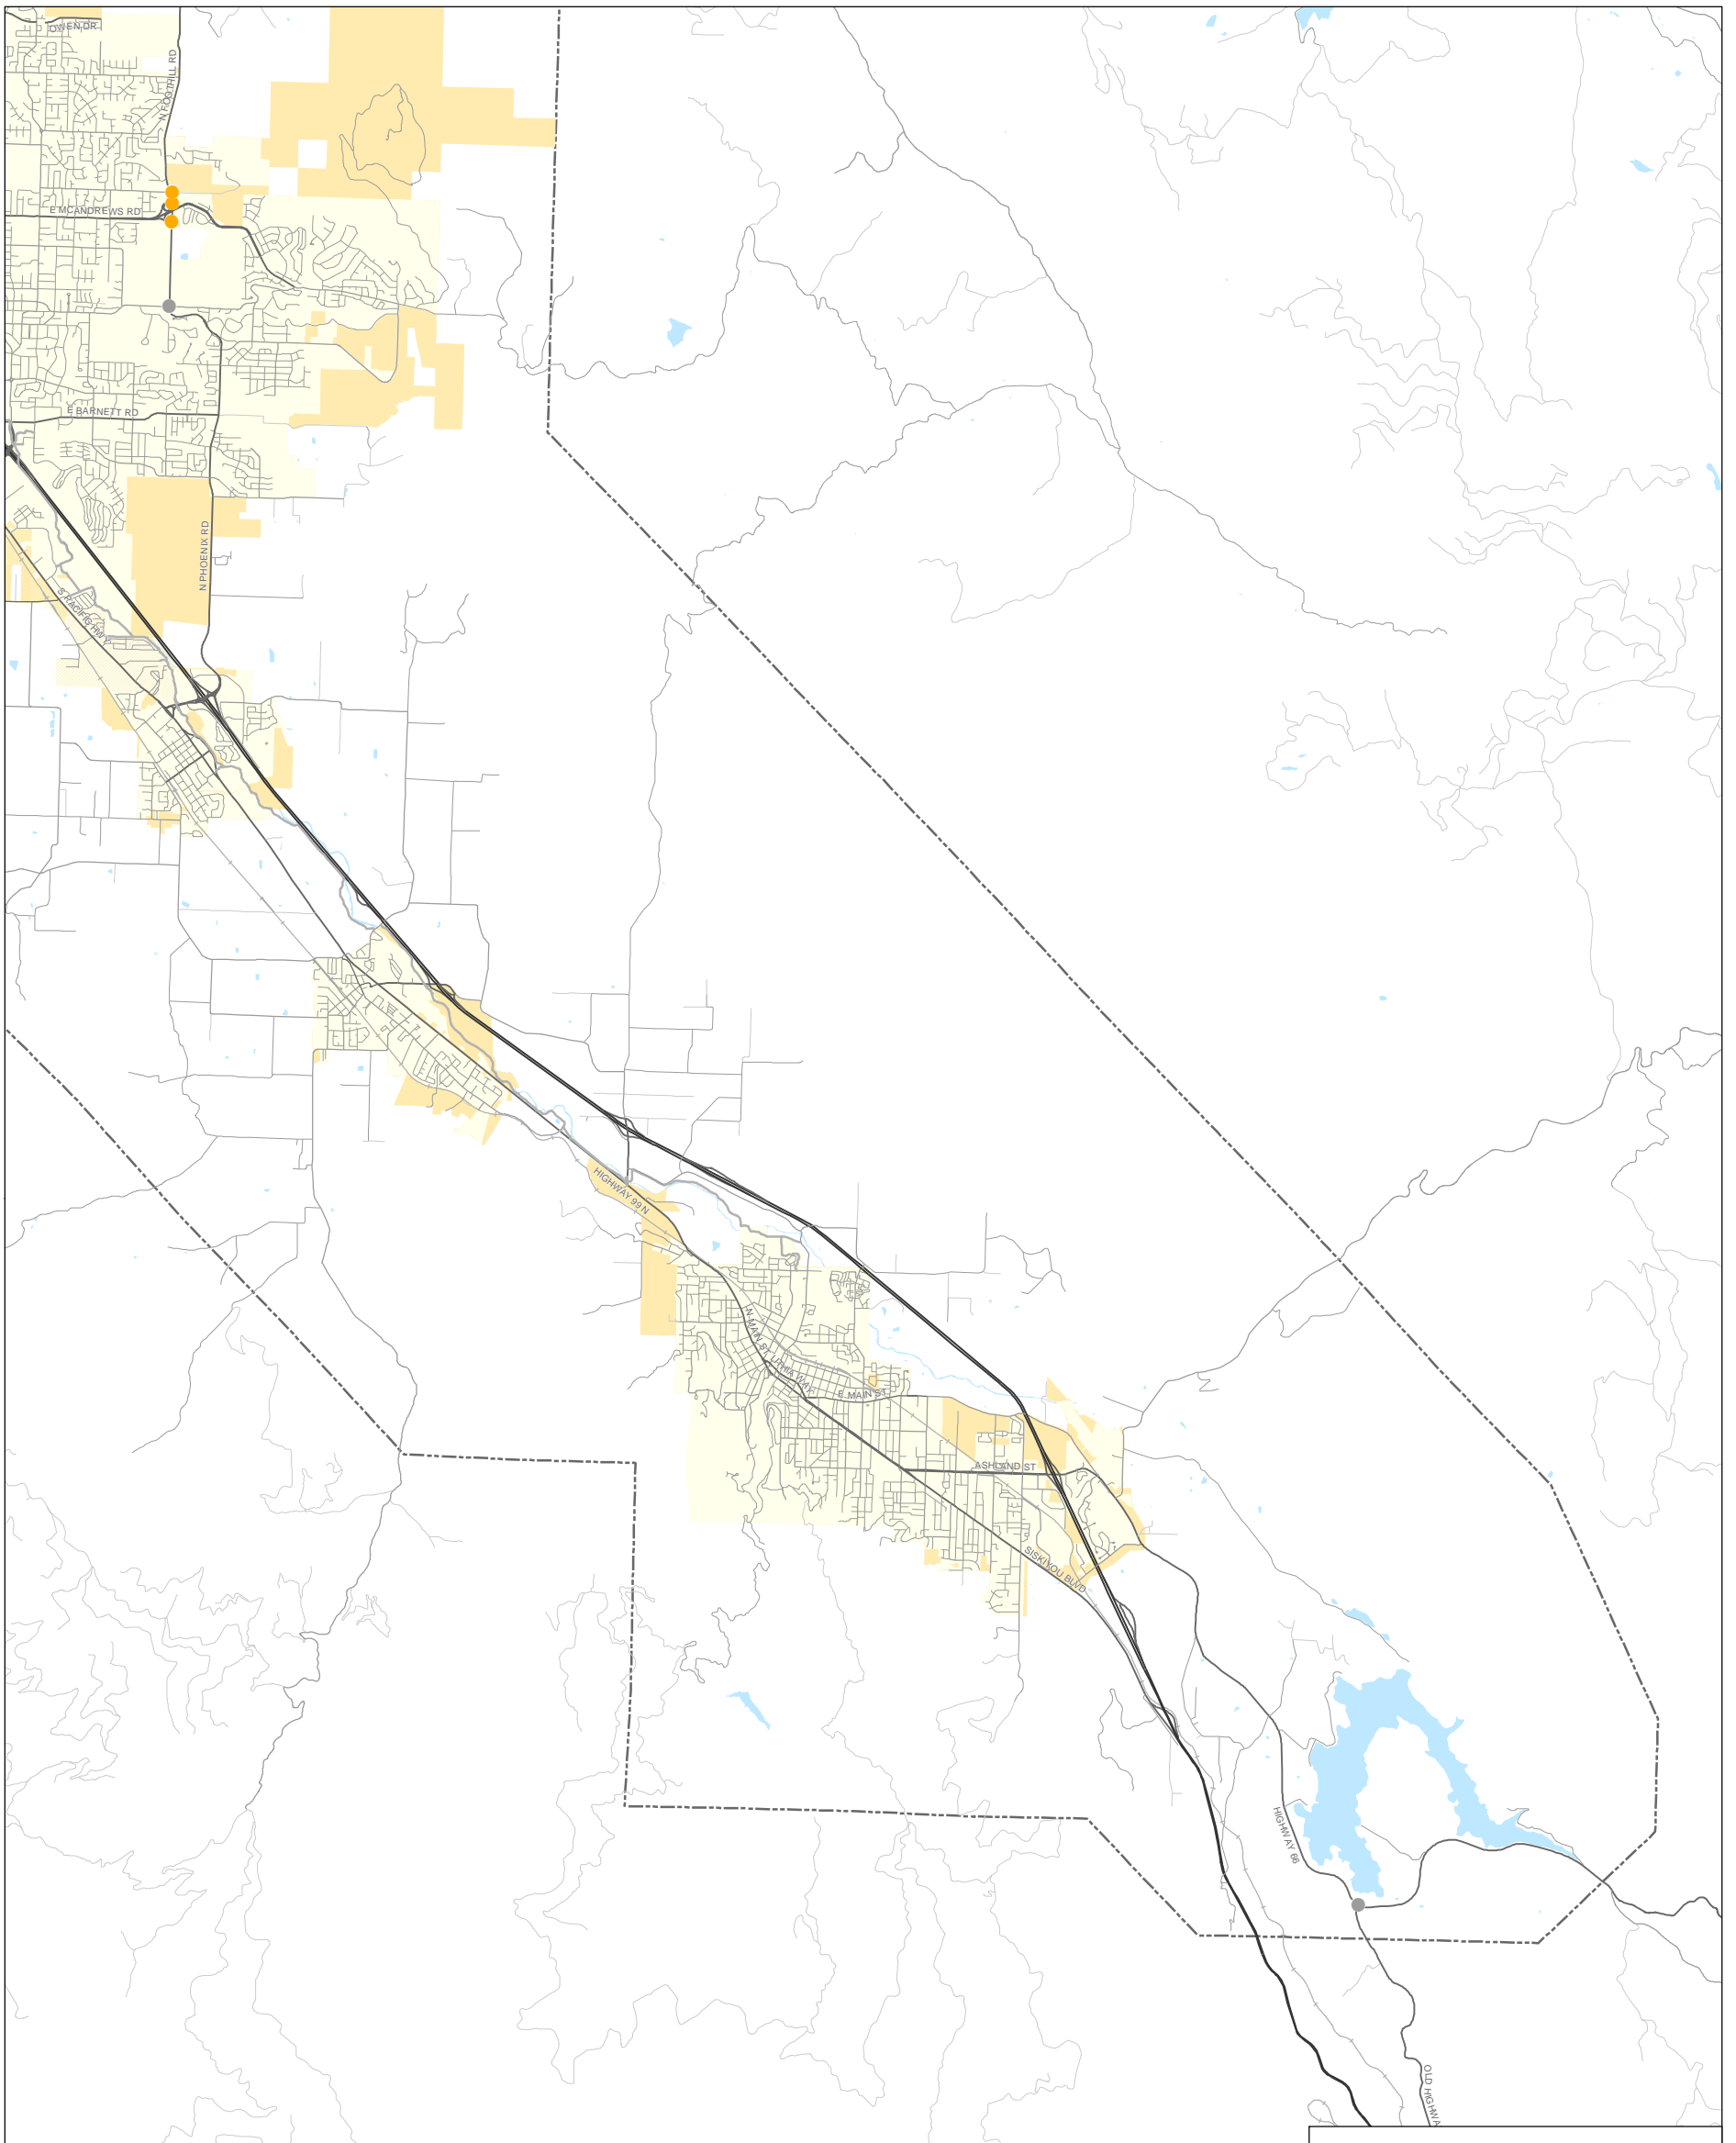 OWEN DR
N FOOTHILL RD
E MCANDREWS RD
E BARNETT RD
N PHOENIX RD
S PACIFIC HWY
HIGHWAY 99 N
N MAIN ST
LITHIA WAY
E MAIN ST
ASHLAND ST
SISKIYOU BLVD
HIGHWAY 66
OLD HIGHWA